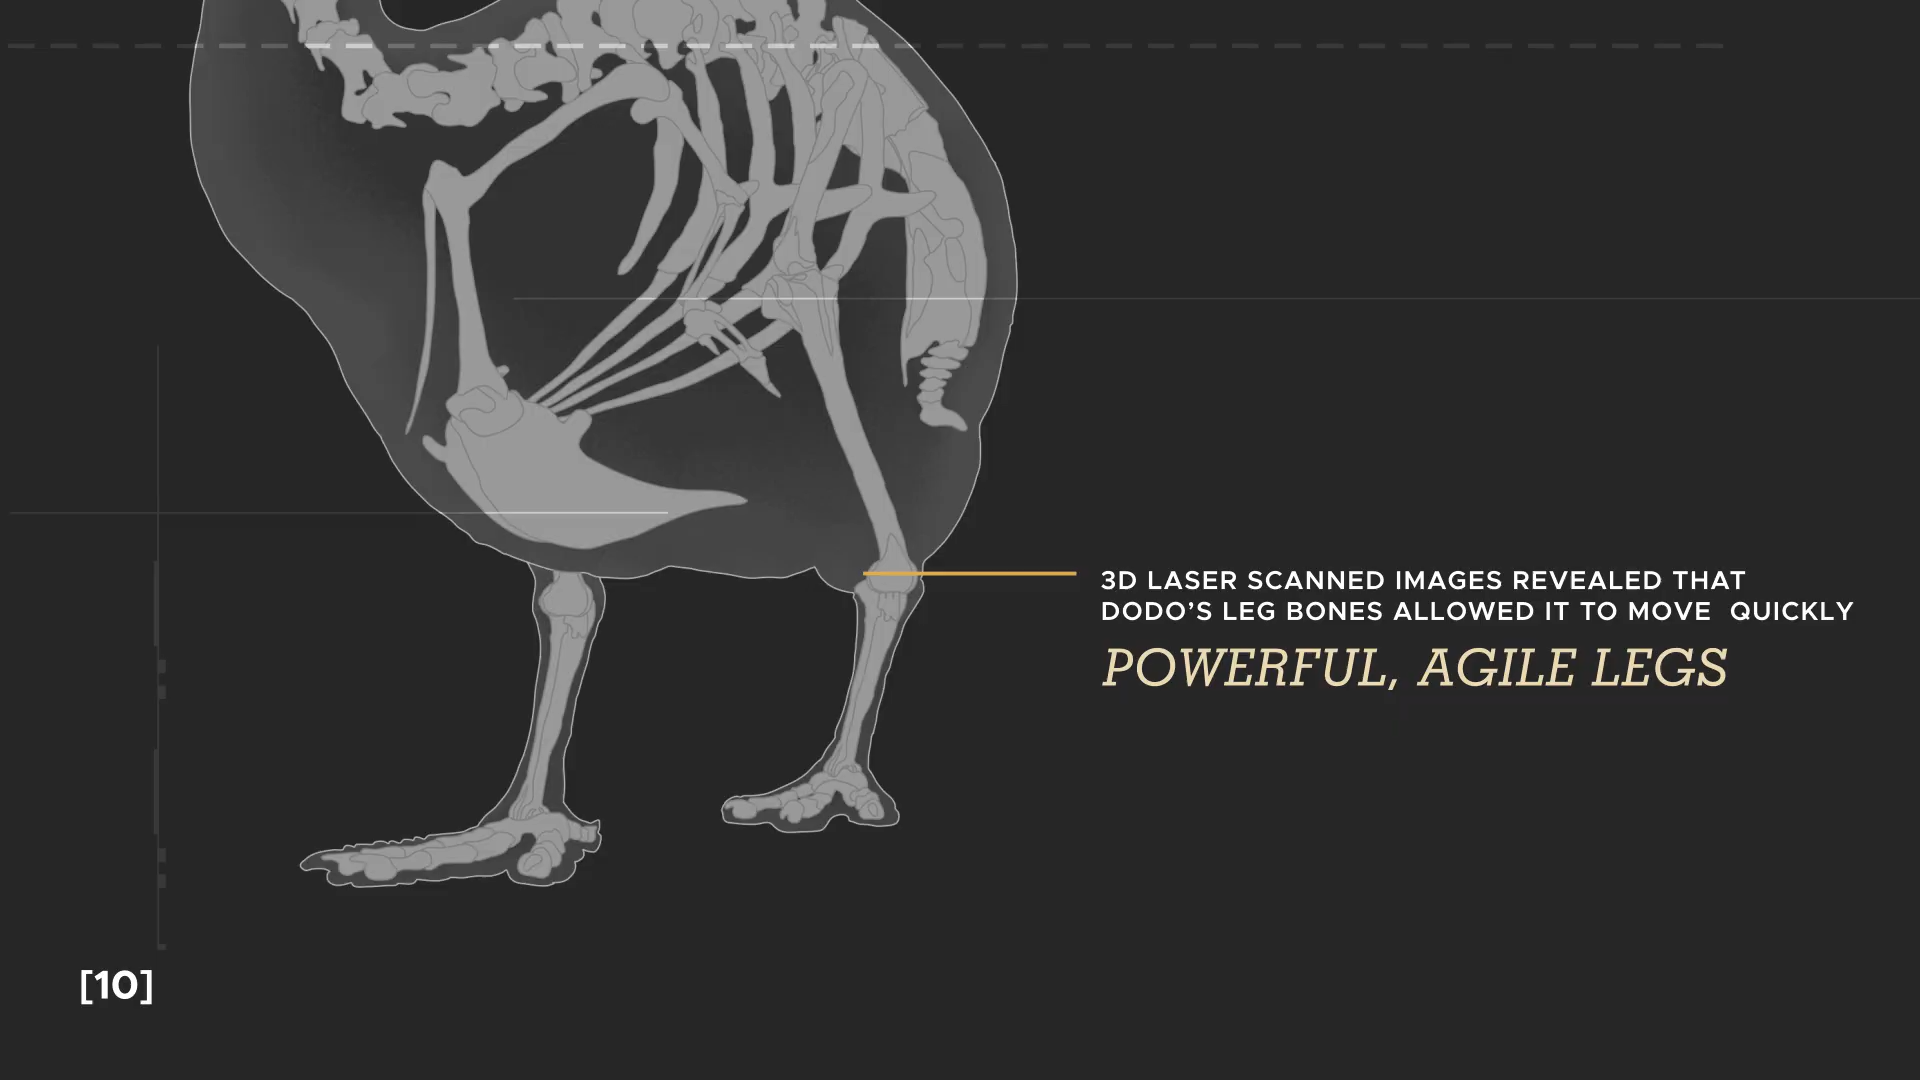 3D LASER SCANNED IMAGES REVEALED THAT
DODO’S LEG BONES ALLOWED IT TO MOVE  QUICKLY
POWERFUL, AGILE LEGS
[10]